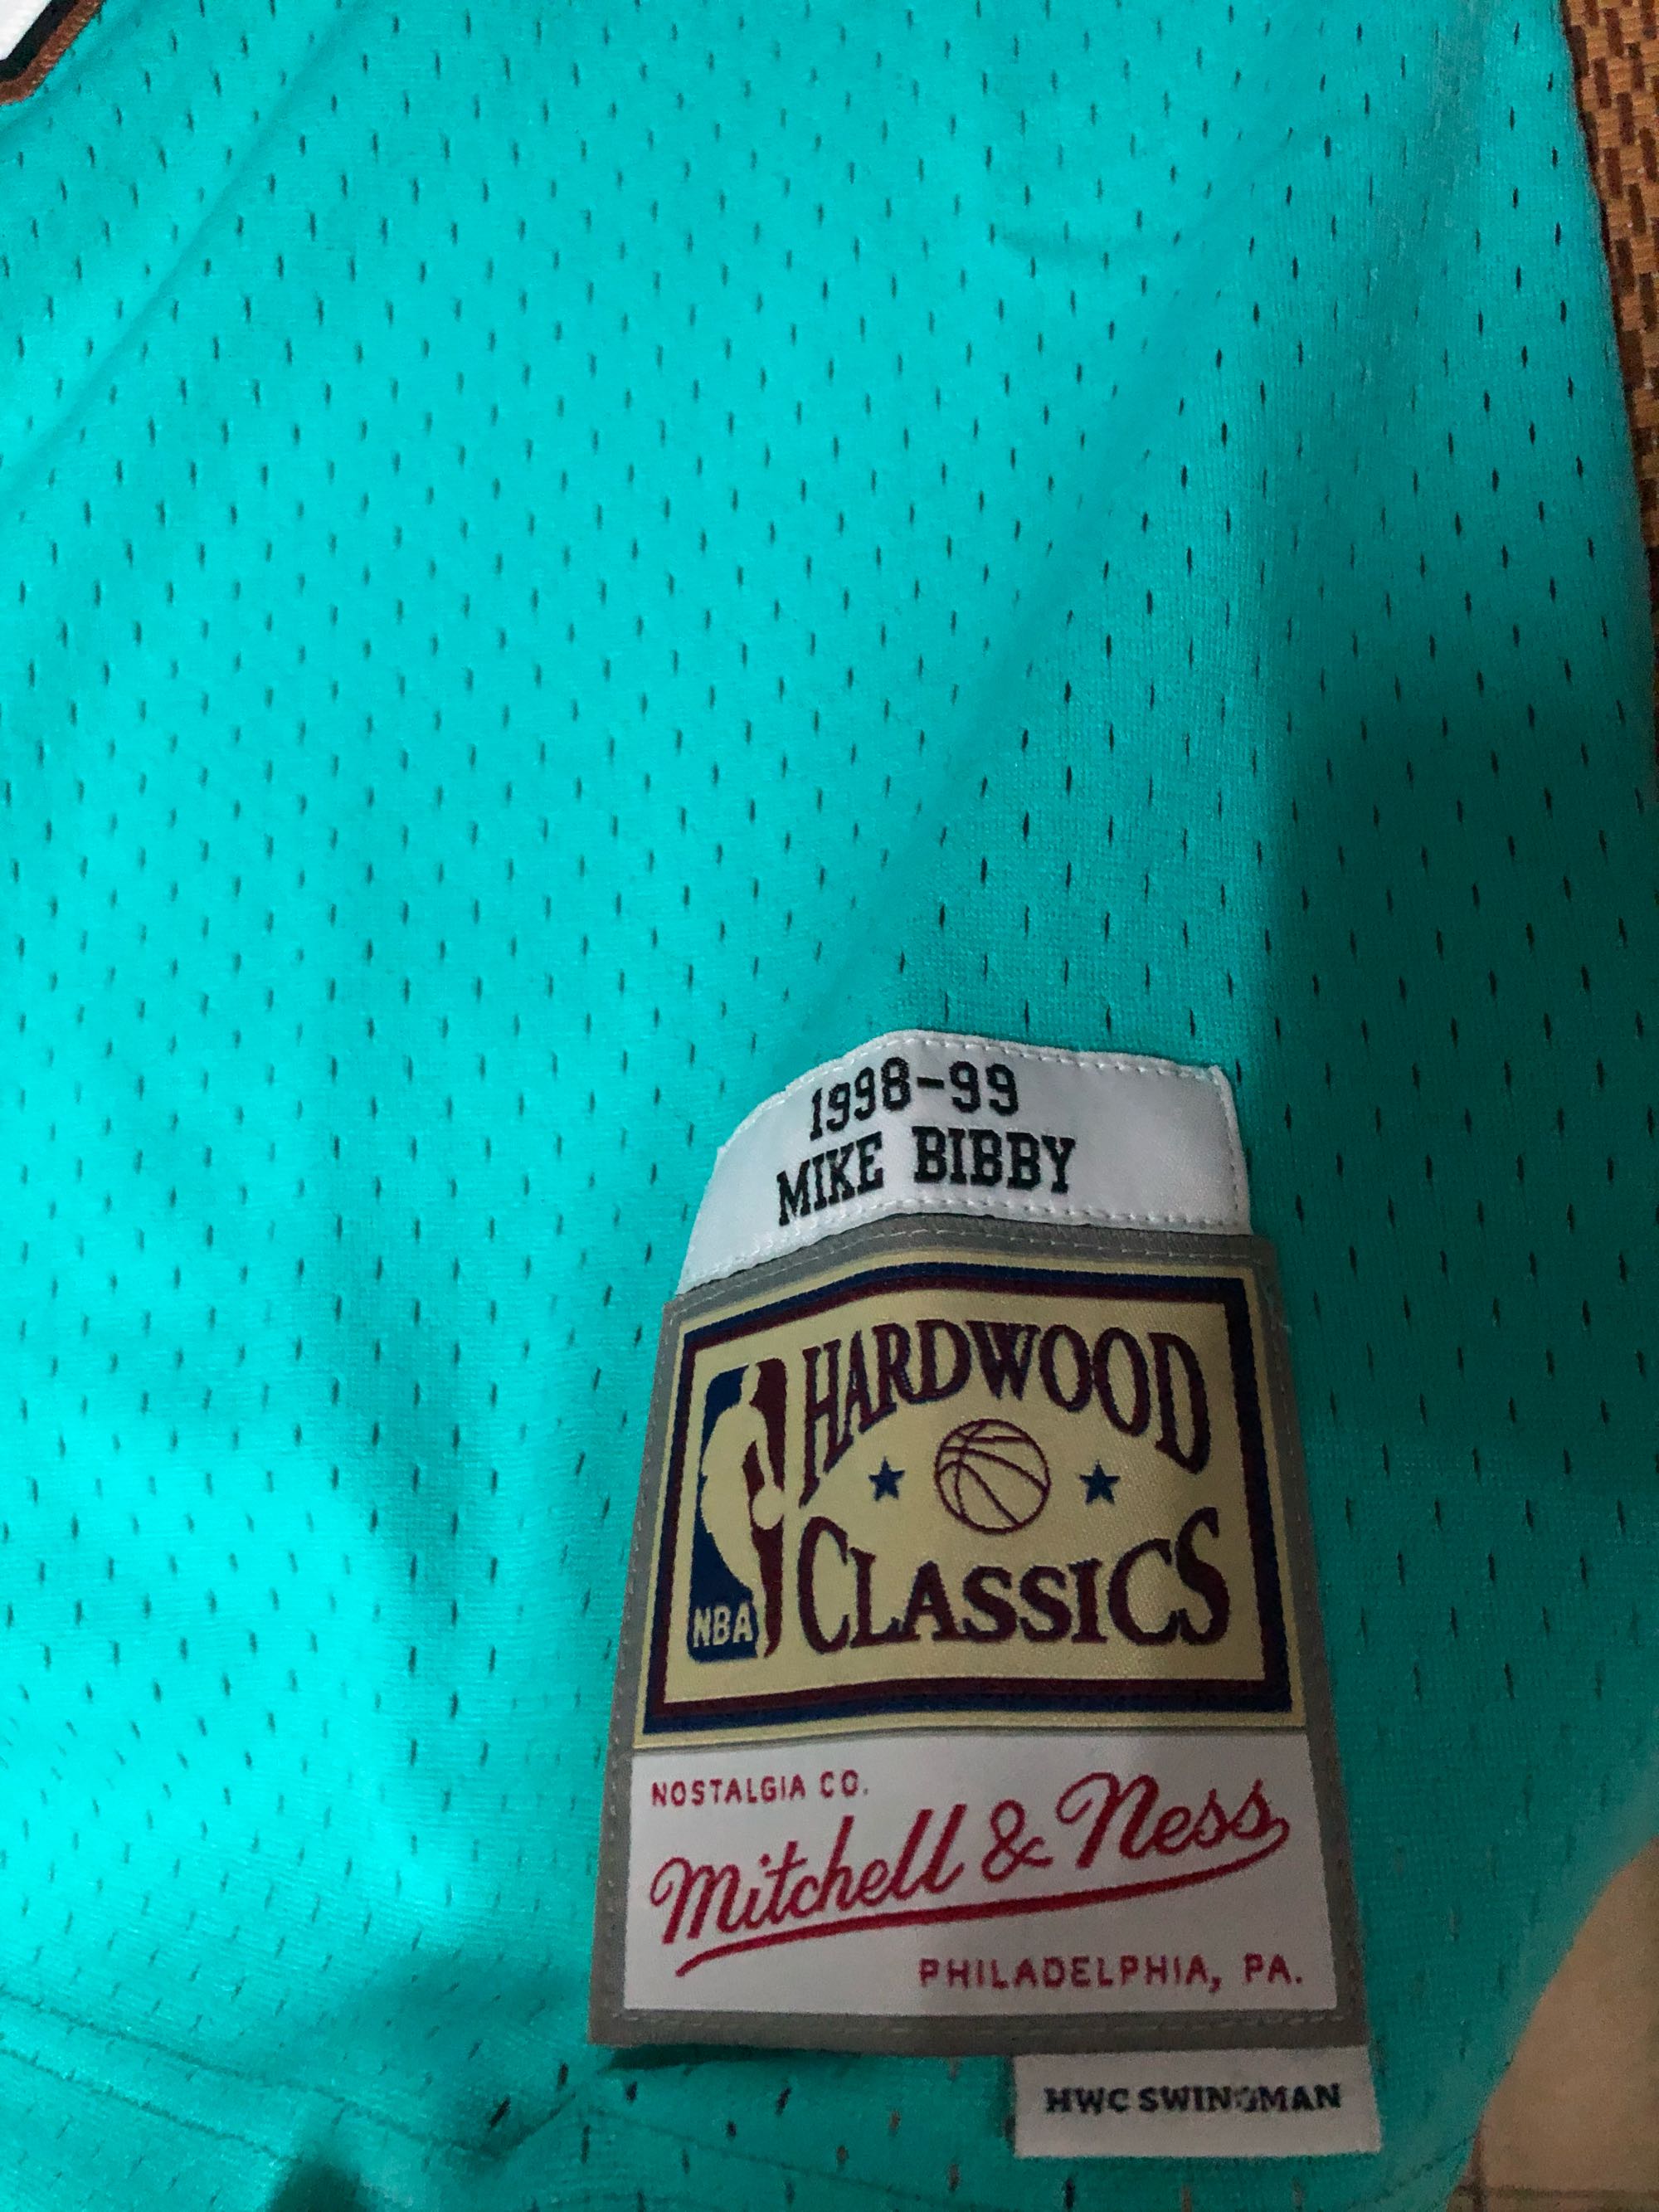 1998-99
MIKE BIBBY
HARDWOOD
CLASSICS
NBA
NOSTALGIA CO.
Mitchell & Ness
PHILADELPHIA, PA.
HWC SWINGMAN